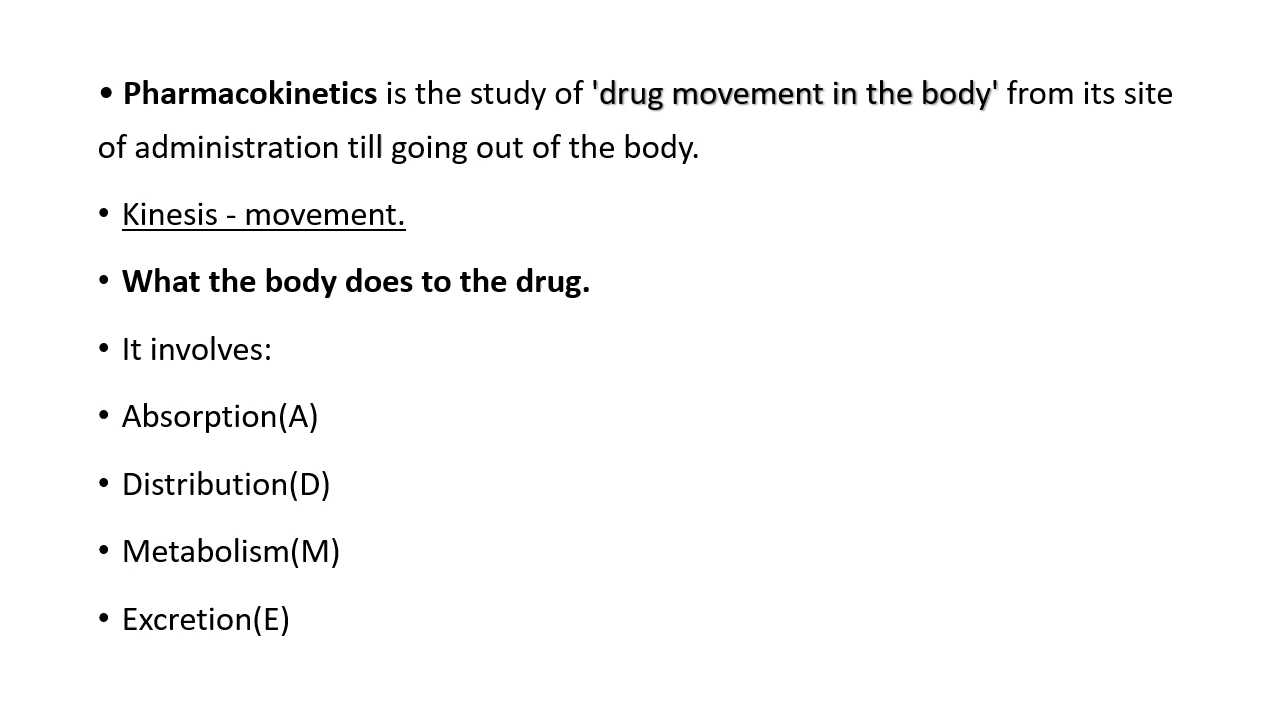 • Pharmacokinetics is the study of 'drug movement in the body' from its site
of administration till going out of the body.
• Kinesis - movement.
• What the body does to the drug.
• It involves:
• Absorption(A)
• Distribution(D)
• Metabolism(M)
• Excretion(E)